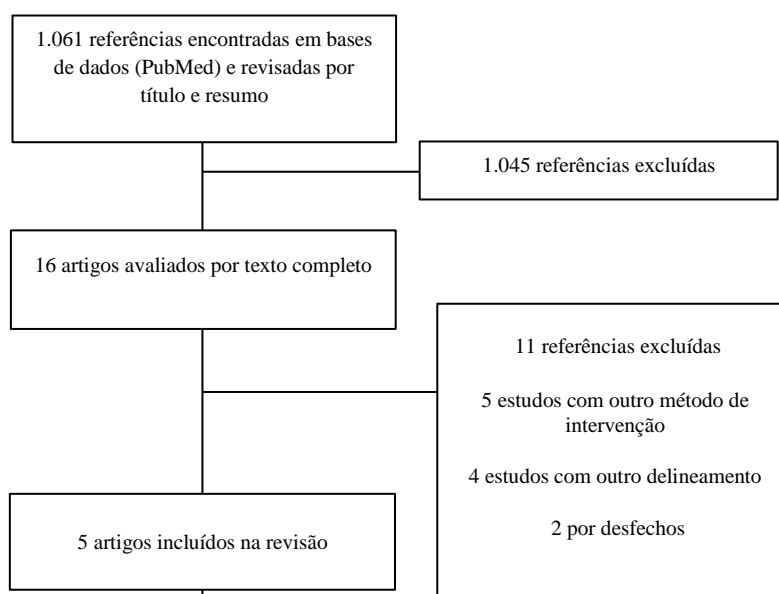 1.061 referências encontradas em bases
de dados (PubMed) e revisadas por
título e resumo
1.045 referências excluídas
16 artigos avaliados por texto completo
11 referências excluídas
5 estudos com outro método de
intervenção
4 estudos com outro delineamento
2 por desfechos
5 artigos incluídos na revisão